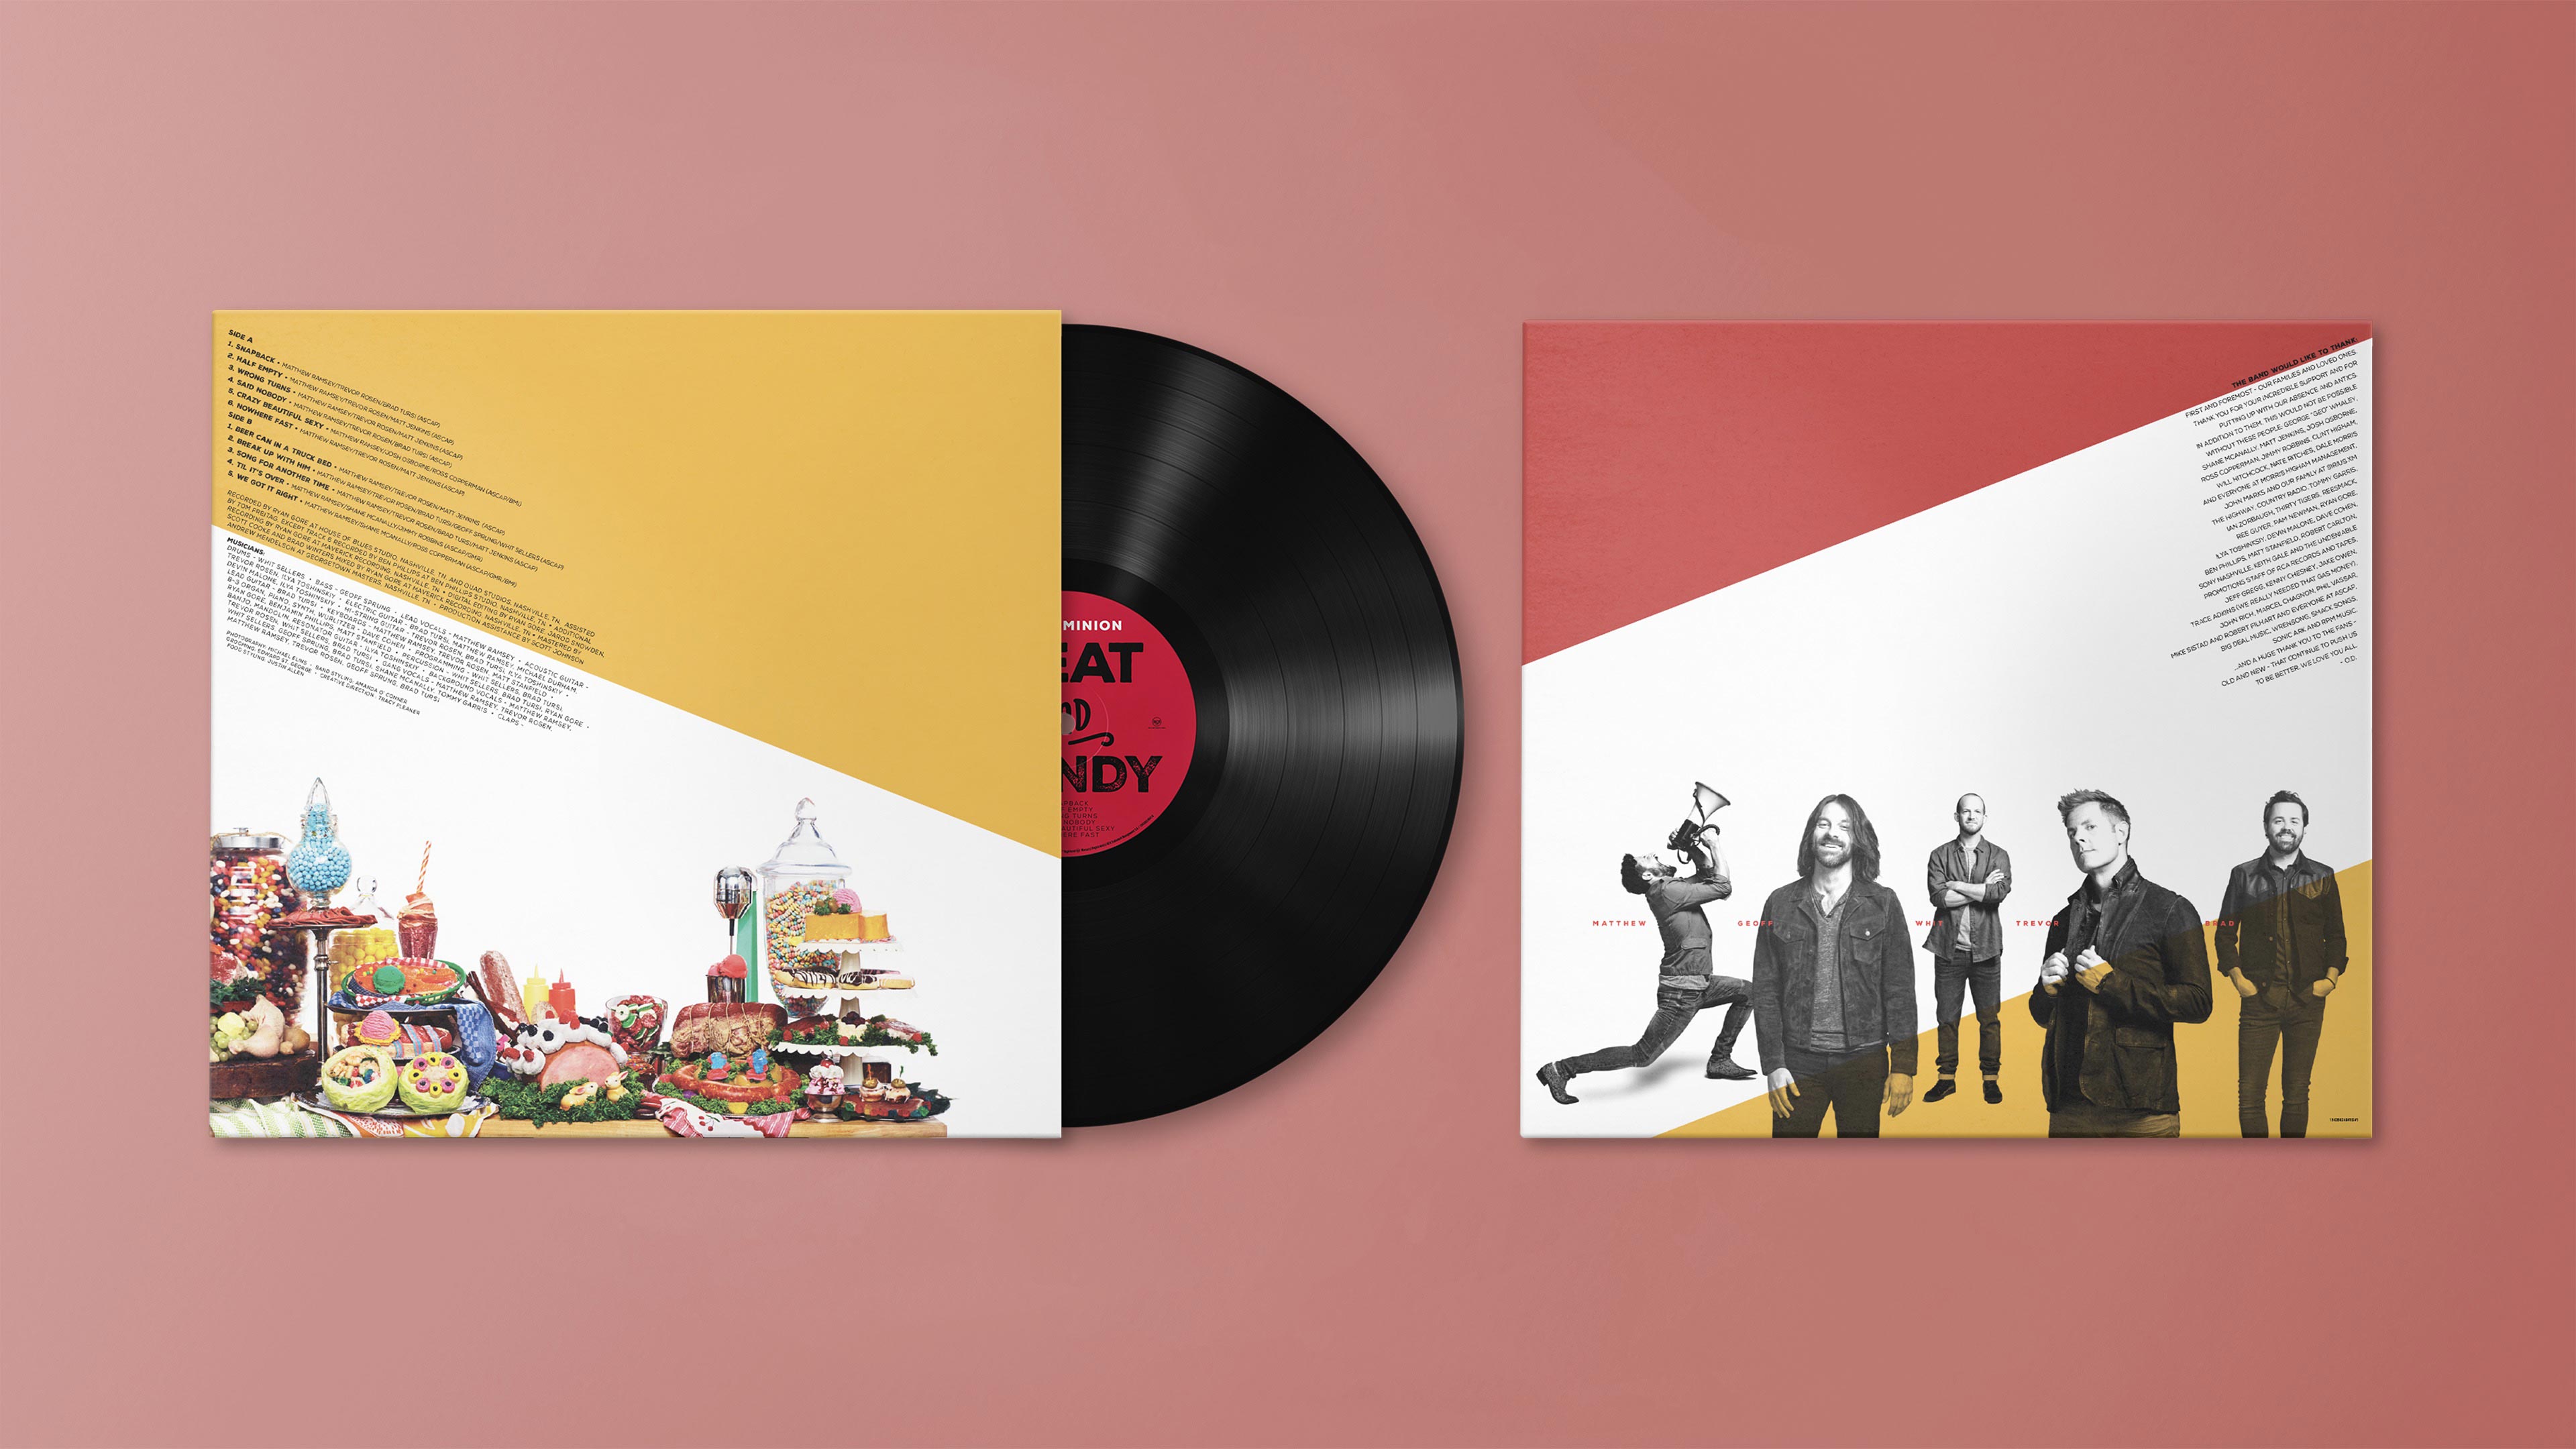 SIDE A
1. SNAPBACK • MATTHEW RAMSEY/TREVOR ROSEN/BRAD TURSI (ASCAP)
2. HALF EMPTY • MATTHEW RAMSEY/TREVOR ROSEN/MATT JENKINS (ASCAP)
3. WRONG TURNS • MATTHEW RAMSEY/TREVOR ROSEN/MATT JENKINS (ASCAP)
4. SAID NOBODY • MATTHEW RAMSEY/TREVOR ROSEN/BRAD TURSI (ASCAP)
5. CRAZY BEAUTIFUL SEXY • MATTHEW RAMSEY/JOSH OSBORNE/ROSS COPPERMAN (ASCAP/BMI)
6. NOWHERE FAST • MATTHEW RAMSEY/TREVOR ROSEN/MATT JENKINS (ASCAP)
SIDE B
1. BEER CAN IN A TRUCK BED • MATTHEW RAMSEY/TREVOR ROSEN/MATT JENKINS (ASCAP)
2. BREAK UP WITH HIM • MATTHEW RAMSEY/TREVOR ROSEN/BRAD TURSI/GEOFF SPRUNG/WHIT SELLERS (ASCAP)
3. SONG FOR ANOTHER TIME • MATTHEW RAMSEY/TREVOR ROSEN/BRAD TURSI/MATT JENKINS (ASCAP)
4. TIL IT'S OVER • MATTHEW RAMSEY/SHANE MCANALLY/JIMMY ROBBINS (ASCAP/GMR)
5. WE GOT IT RIGHT • MATTHEW RAMSEY/SHANE MCANALLY/ROSS COPPERMAN (ASCAP/GMR/BMI)
RECORDED BY RYAN GORE AT HOUSE OF BLUES STUDIO, NASHVILLE, TN. AND QUAD STUDIOS, NASHVILLE, TN. ASSISTED
BY TOM FREITAG. EXCEPT TRACK 6 RECORDED BY BEN PHILLIPS AT BEN PHILLIPS STUDIO, NASHVILLE, TN • ADDITIONAL
RECORDING BY RYAN GORE AT MAVERICK RECORDING, NASHVILLE, TN • DIGITAL EDITING BY RYAN GORE, JAROD SNOWDEN,
SCOTT COOKE AND BRAD WINTERS MIXED BY RYAN GORE AT MAVERICK RECORDING, NASHVILLE, TN • MASTERED BY
ANDREW MENDELSON AT GEORGETOWN MASTERS, NASHVILLE, TN • PRODUCTION ASSISTANCE BY SCOTT JOHNSON
MUSICIANS:
DRUMS - WHIT SELLERS • BASS - GEOFF SPRUNG • LEAD VOCALS - MATTHEW RAMSEY • ACOUSTIC GUITAR -
TREVOR ROSEN, ILYA TOSHINSKIY • ELECTRIC GUITAR - BRAD TURSI, MATTHEW RAMSEY, MICHAEL DURHAM,
DEVIN MALONE, ILYA TOSHINSKIY • HI-STRING GUITAR - TREVOR ROSEN, BRAD TURSI, ILYA TOSHINSKIY •
LEAD GUITAR - BRAD TURSI • KEYBOARDS - MATTHEW RAMSEY, TREVOR ROSEN, MATT STANFIELD •
B-3 ORGAN, PIANO, SYNTH, WURLITZER - DAVE COHEN • PROGRAMMING - WHIT SELLERS, BRAD TURSI,
RYAN GORE, BENJAMIN PHILLIPS, MATT STANFIELD • PERCUSSION - WHIT SELLERS, BRAD TURSI, RYAN GORE •
BANJO, MANDOLIN, RESONATOR GUITAR - ILYA TOSHINSKIY • BACKGROUND VOCALS - MATTHEW RAMSEY,
TREVOR ROSEN, WHIT SELLERS, BRAD TURSI • GANG VOCALS - MATTHEW RAMSEY, TREVOR ROSEN,
WHIT SELLERS, GEOFF SPRUNG, BRAD TURSI, SHANE MCANALLY, TOMMY GARRIS • CLAPS -
MATTHEW RAMSEY, TREVOR ROSEN, GEOFF SPRUNG, BRAD TURSI
PHOTOGRAPHY: MICHAEL ELINS • BAND STYLING: AMANDA O'CONNER
GROOMING: EDWARD ST. GEORGE • CREATIVE DIRECTION: TRACY FLEANER
FOOD STYLING: JUSTIN ALLEN
MINION
EAT
ND
NDY
PBACK
EMPTY
G TURNS
NOBODY
AUTIFUL SEXY
ERE FAST
THE BAND WOULD LIKE TO THANK:
FIRST AND FOREMOST - OUR FAMILIES AND LOVED ONES.
THANK YOU FOR YOUR INCREDIBLE SUPPORT AND FOR
PUTTING UP WITH OUR ABSENCE AND ANTICS.
IN ADDITION TO THEM, THIS WOULD NOT BE POSSIBLE
WITHOUT THESE PEOPLE: GEORGE "GEO" WHALEY,
SHANE MCANALLY, MATT JENKINS, JOSH OSBORNE,
ROSS COPPERMAN, JIMMY ROBBINS, CLINT HIGHAM,
WILL HITCHCOCK, NATE RITCHES, DALE MORRIS
AND EVERYONE AT MORRIS HIGHAM MANAGEMENT,
JOHN MARKS AND OUR FAMILY AT SIRIUS XM
THE HIGHWAY, COUNTRY RADIO, TOMMY GARRIS,
IAN ZORBAUGH, THIRTY TIGERS, REESMACK,
REE GUYER, PAM NEWMAN, RYAN GORE,
ILYA TOSHINKSIY, DEVIN MALONE, DAVE COHEN,
BEN PHILLIPS, MATT STANFIELD, ROBERT CARLTON,
SONY NASHVILLE, KEITH GALE AND THE UNDENIABLE
PROMOTIONS STAFF OF RCA RECORDS AND TAPES,
JEFF GREGG, KENNY CHESNEY, JAKE OWEN,
TRACE ADKINS (WE REALLY NEEDED THAT GAS MONEY),
JOHN RICH, MARCEL CHAGNON, PHIL VASSAR,
MIKE SISTAD AND ROBERT FILHART AND EVERYONE AT ASCAP,
BIG DEAL MUSIC, WRENSONG, SMACK SONGS,
SONIC ARK AND RPM MUSIC.
...AND A HUGE THANK YOU TO THE FANS -
OLD AND NEW - THAT CONTINUE TO PUSH US
TO BE BETTER. WE LOVE YOU ALL.
- O.D.
MATTHEW
GEOFF
WHIT
TREVOR
BRAD